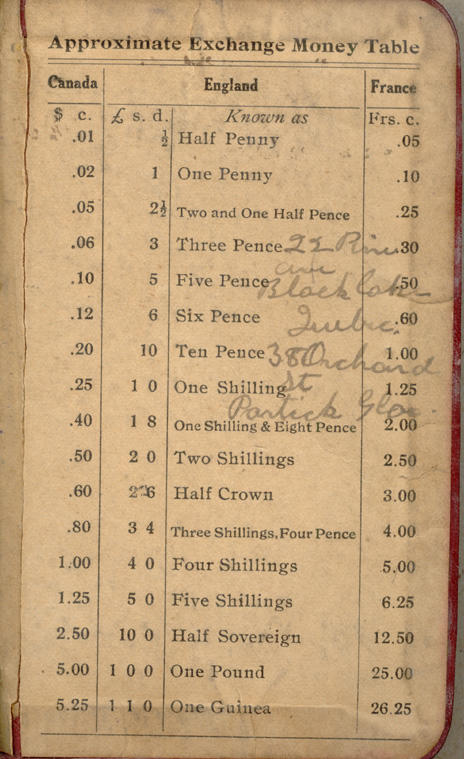 Approximate Exchange Money Table
Canada England France
$ c. £ s. d. Known as Frs. c.
.01 ½ Half Penny .05
.02 1 One Penny .10
.05 2½ Two and One Half Pence .25
.06 3 Three Pence 22 .30
ave
.10 5 Five Pence .50
Black Lake
.12 6 Six Pence .60
Quebec
.20 10 Ten Pence 1.00
38 Orchard
.25 1 0 One Shilling 1.25
St
Partick Glas
.40 1 8 One Shilling & Eight Pence 2.00
.50 2 0 Two Shillings 2.50
.60 2 6 Half Crown 3.00
.80 3 4 Three Shillings, Four Pence 4.00
1.00 4 0 Four Shillings 5.00
1.25 5 0 Five Shillings 6.25
2.50 10 0 Half Sovereign 12.50
5.00 1 0 0 One Pound 25.00
5.25 1 1 0 One Guinea 26.25